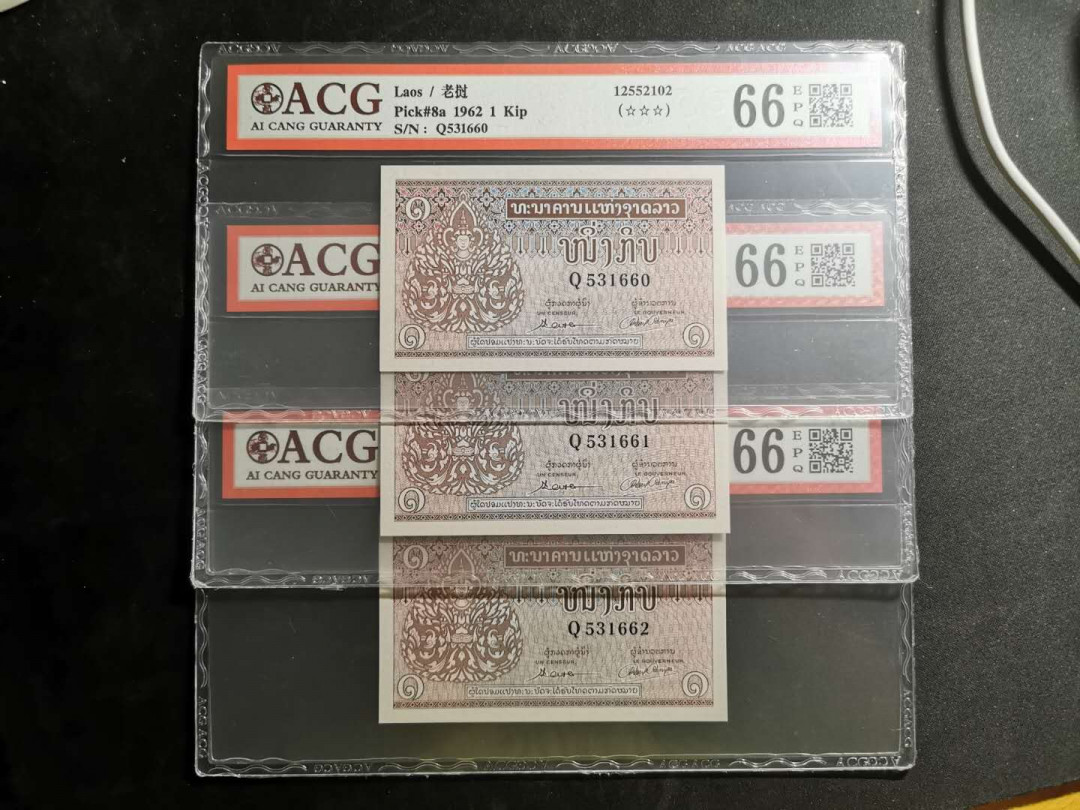 ACG
AI CANG GUARANTY
Laos / 老挝
Pick#8a 1962 1 Kip
S/N: Q531660
12552102
(☆☆☆)
66
EPQ
໑
ທະນາຄານແຫ່ງຊາດລາວ
ໜຶ່ງກີບ
Q531660
UN CENSEUR,
LE GOUVERNEUR,
໑
໑
ACG
AI CANG GUARANTY
66
EPQ
ໜຶ່ງກີບ
Q531661
UN CENSEUR,
LE GOUVERNEUR,
໑
໑
ACG
AI CANG GUARANTY
66
EPQ
໑
ທະນາຄານແຫ່ງຊາດລາວ
ໜຶ່ງກີບ
Q531662
UN CENSEUR,
LE GOUVERNEUR,
໑
໑